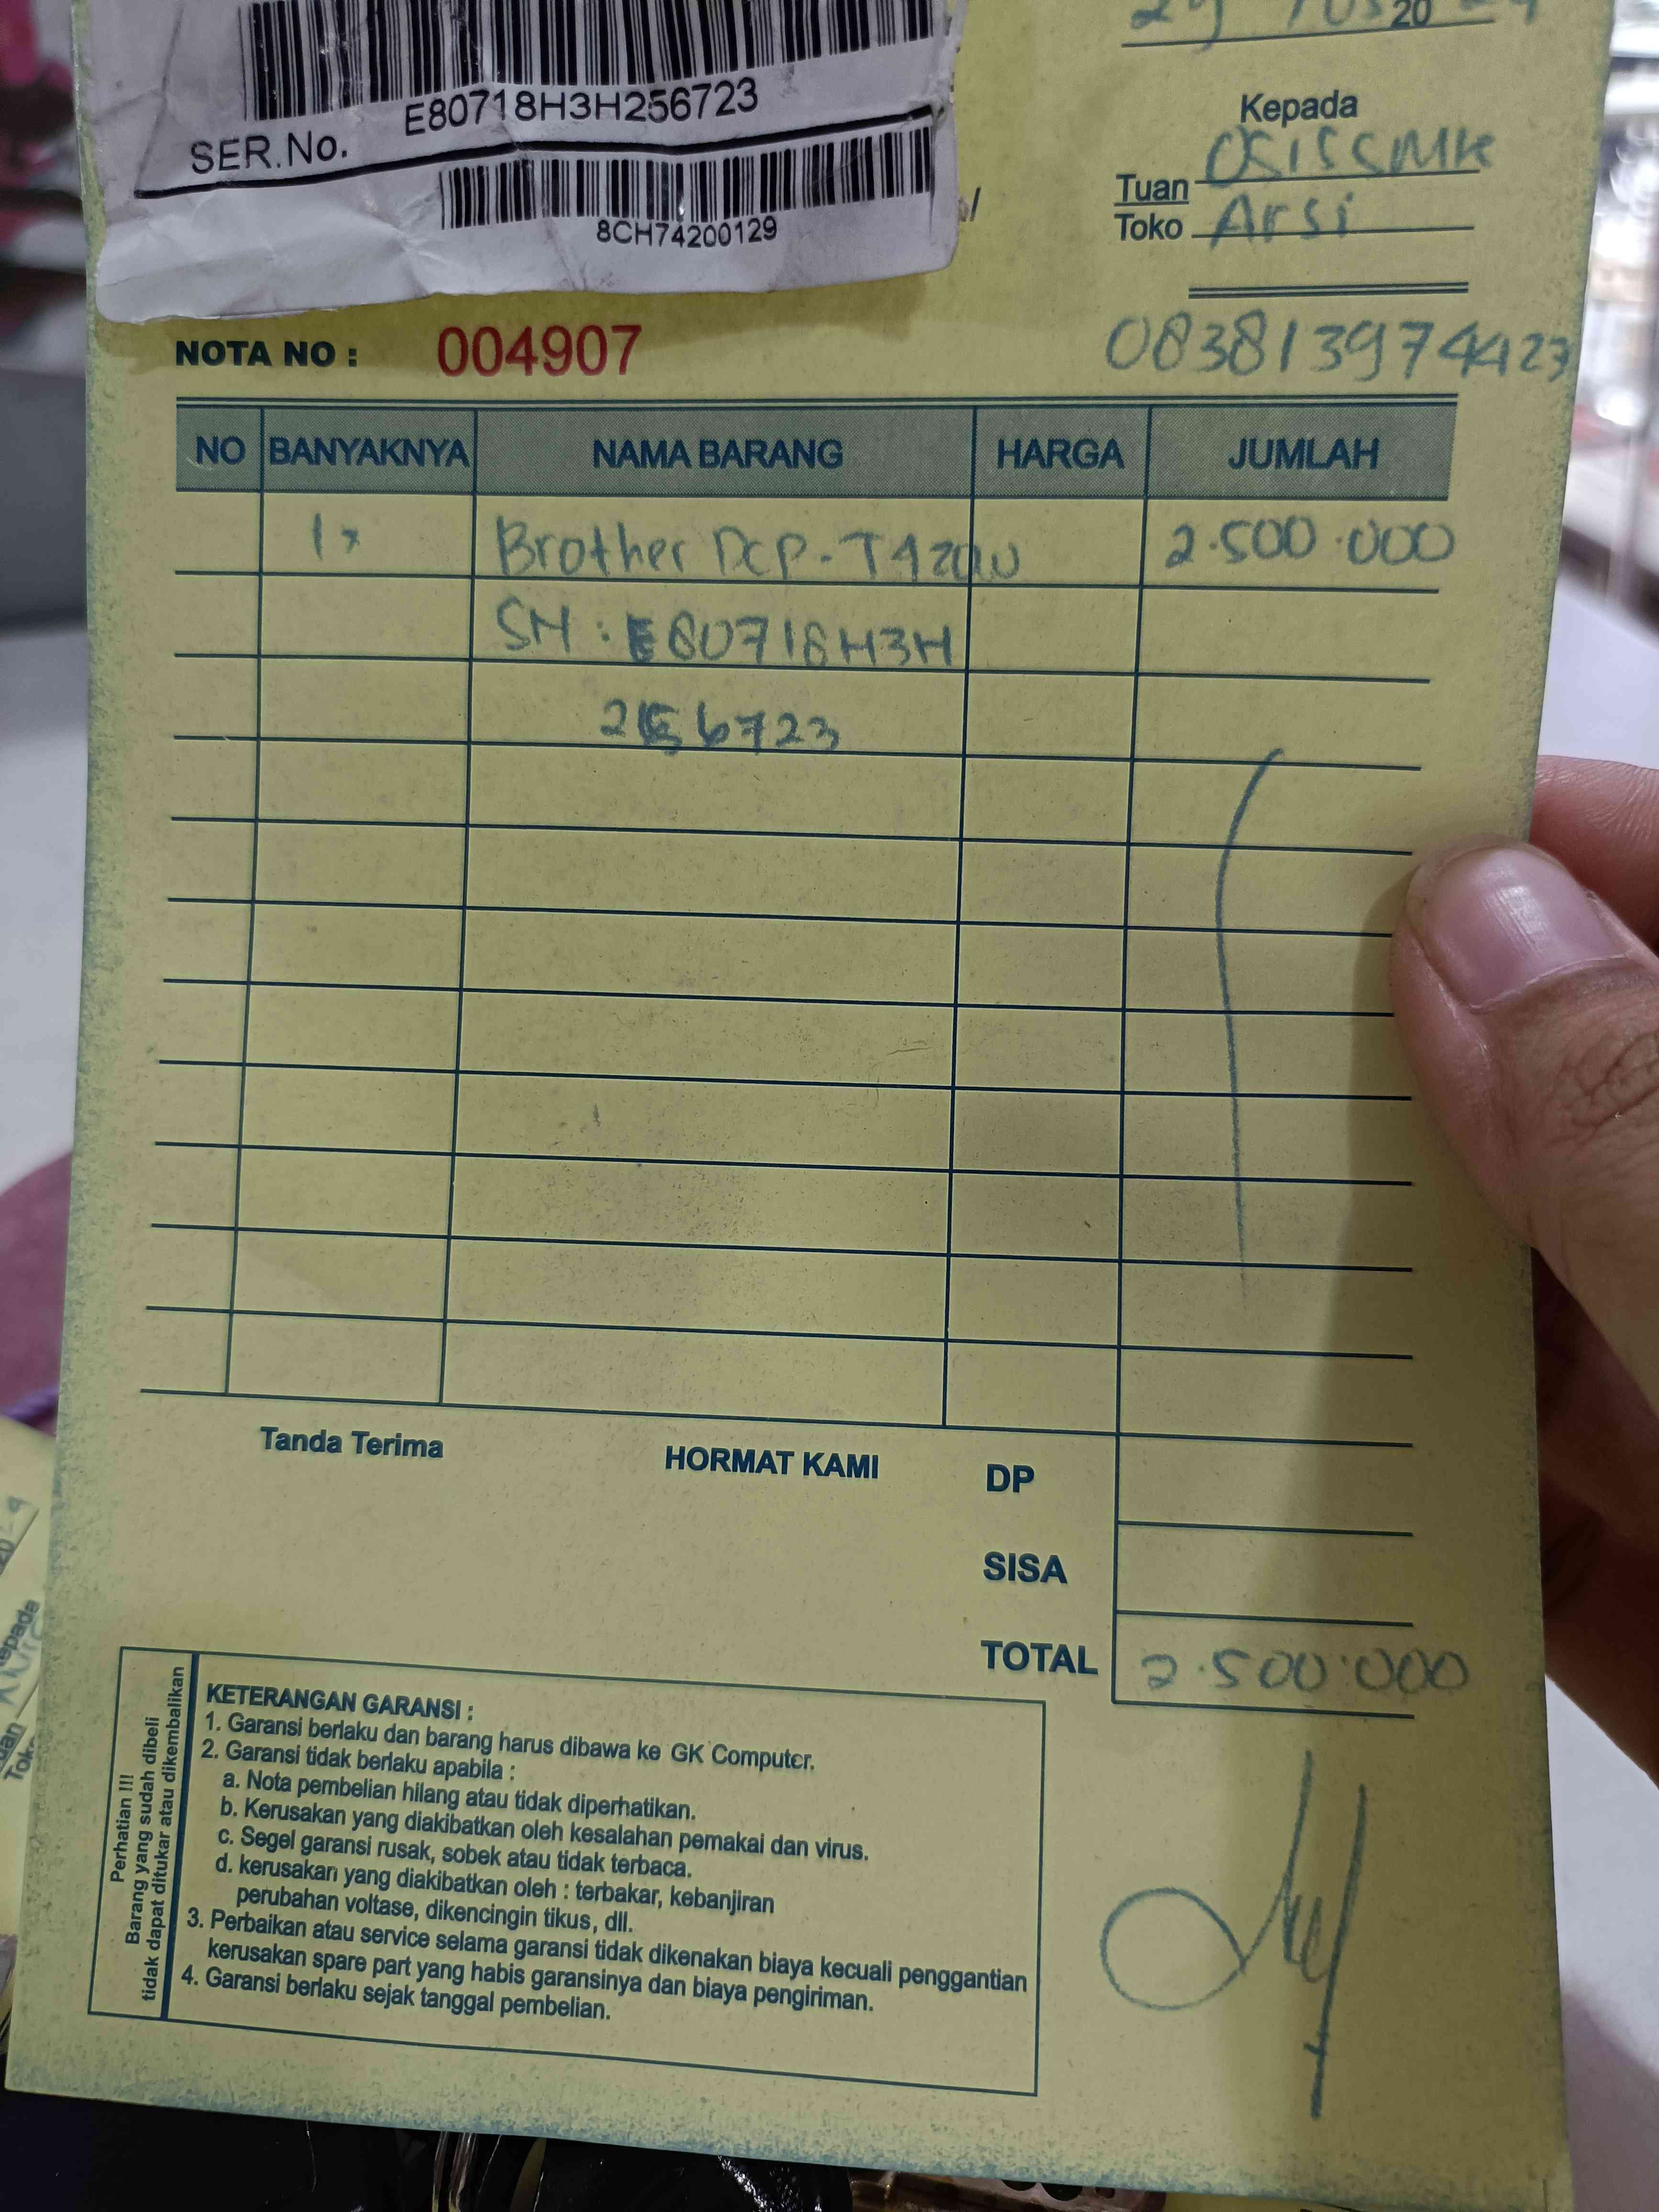 E80718H3H256723
SER.No.
8CH74200129
20
Kepada
OSIS SMK
Tuan
Toko Arsi
NOTA NO : 004907
083813974423
NO BANYAKNYA NAMA BARANG HARGA JUMLAH
1x Brother DCP-T420W 2.500.000
SN : E80718H3H
256723
Tanda Terima HORMAT KAMI DP
SISA
TOTAL 2.500.000
Perhatian !!!
Barang yang sudah dibeli
tidak dapat ditukar atau dikembalikan
KETERANGAN GARANSI :
1. Garansi berlaku dan barang harus dibawa ke GK Computer.
2. Garansi tidak berlaku apabila :
a. Nota pembelian hilang atau tidak diperhatikan.
b. Kerusakan yang diakibatkan oleh kesalahan pemakai dan virus.
c. Segel garansi rusak, sobek atau tidak terbaca.
d. kerusakan yang diakibatkan oleh : terbakar, kebanjiran
perubahan voltase, dikencingin tikus, dll.
3. Perbaikan atau service selama garansi tidak dikenakan biaya kecuali penggantian
kerusakan spare part yang habis garansinya dan biaya pengiriman.
4. Garansi berlaku sejak tanggal pembelian.